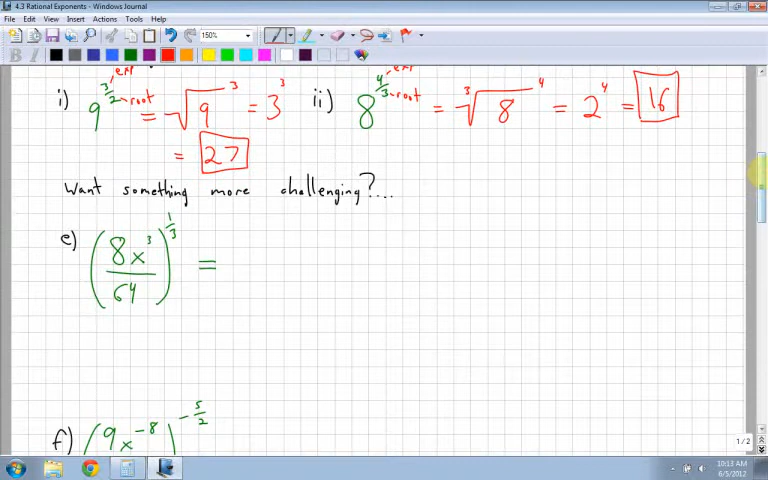 4.3 Rational Exponents - Windows Journal
File Edit View Insert Actions Tools Help
150%
B I
i) 9^(3/2) exp root = √9^3 = 3^3 ii) 8^(4/3) exp root = ∛8^4 = 2^4 = 16
= 27
Want something more challenging?....
e) (8x^3/64)^(1/3) =
f) (9x^-8)^(-5/2)
1 / 2
10:13 AM
6/5/2012